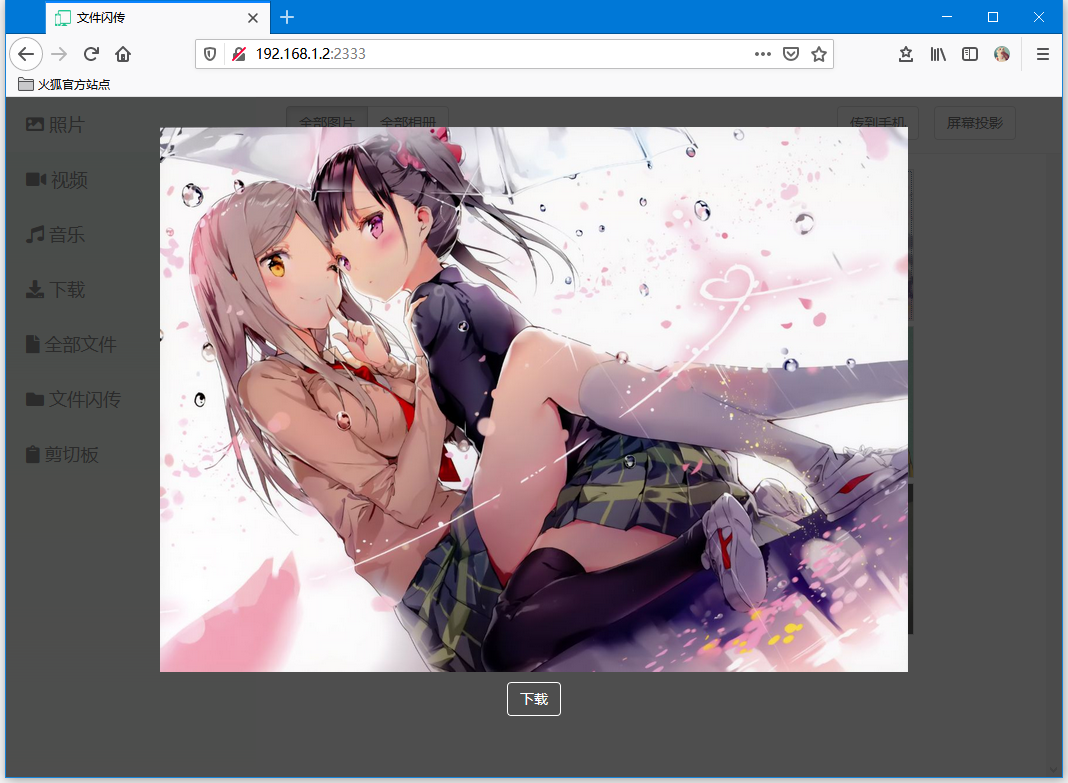 文件闪传
192.168.1.2:2333
火狐官方站点
照片
全部图片
全部相册
传到手机
屏幕投影
视频
音乐
下载
全部文件
文件闪传
剪切板
下载